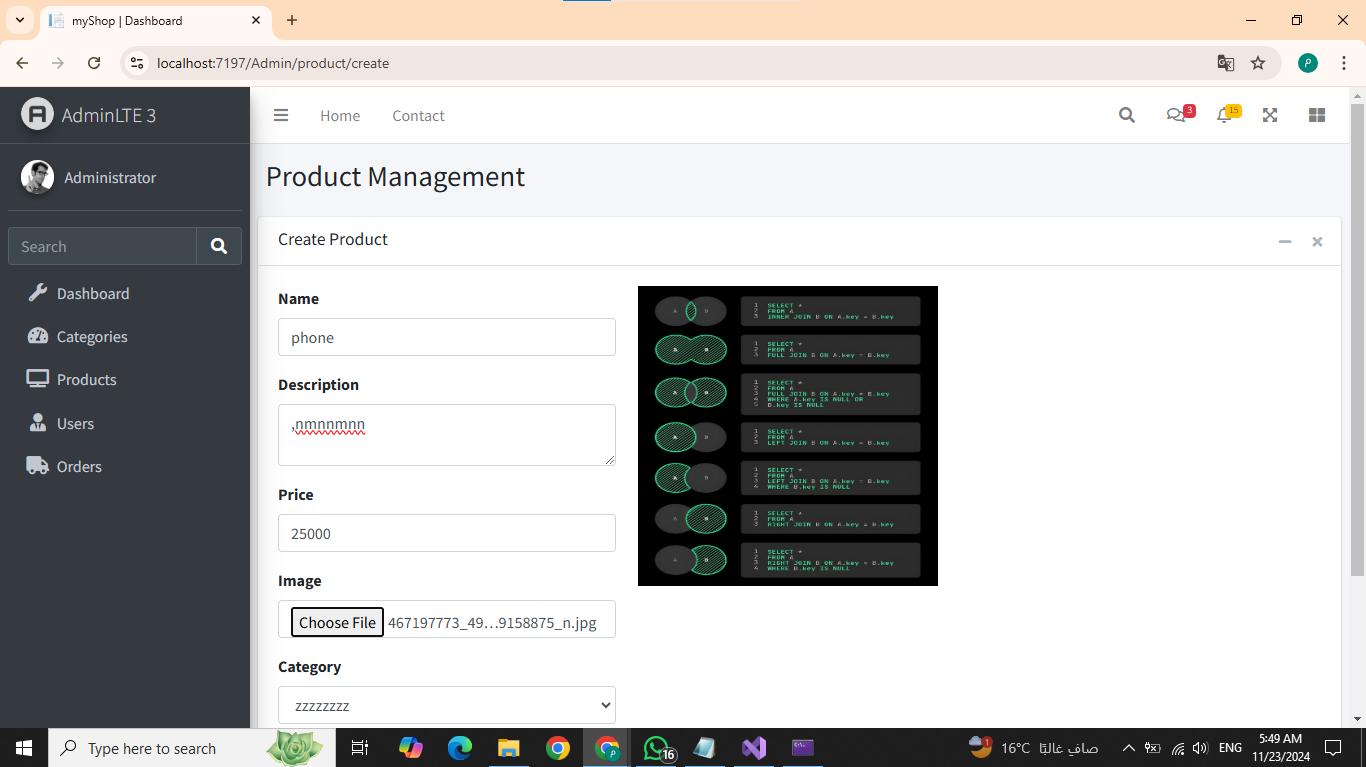 myShop | Dashboard
localhost:7197/Admin/product/create
P
AdminLTE 3
Home
Contact
3
15
Administrator
Search
Dashboard
Categories
Products
Users
Orders
Product Management
Create Product
Name
phone
Description
,nmnnmnn
Price
25000
Image
Choose File 467197773_49...9158875_n.jpg
Category
zzzzzzzz
A B
1 SELECT *
2 FROM A
3 INNER JOIN B ON A.key = B.key
A B
1 SELECT *
2 FROM A
3 FULL JOIN B ON A.key = B.key
1 SELECT *
2 FROM A
3 FULL JOIN B ON A.key = B.key
4 WHERE A.key IS NULL OR
5 B.key IS NULL
A B
1 SELECT *
2 FROM A
3 LEFT JOIN B ON A.key = B.key
A B
1 SELECT *
2 FROM A
3 LEFT JOIN B ON A.key = B.key
4 WHERE B.key IS NULL
A B
1 SELECT *
2 FROM A
3 RIGHT JOIN B ON A.key = B.key
A B
1 SELECT *
2 FROM A
3 RIGHT JOIN B ON A.key = B.key
4 WHERE B.key IS NULL
Type here to search
P
16
1
16°C صافٍ غالبًا
ENG
5:49 AM
11/23/2024